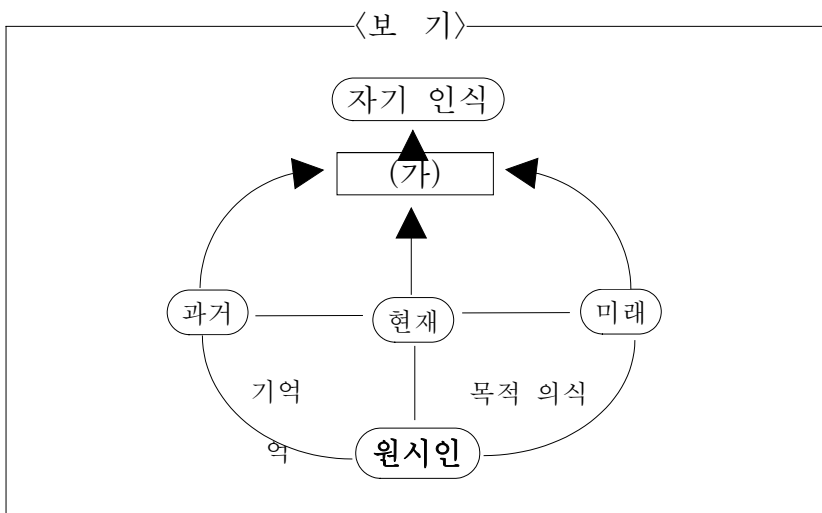 〈보 기〉
자기 인식
(가)
과거
현재
미래
기억
목적 의식
억
원시인